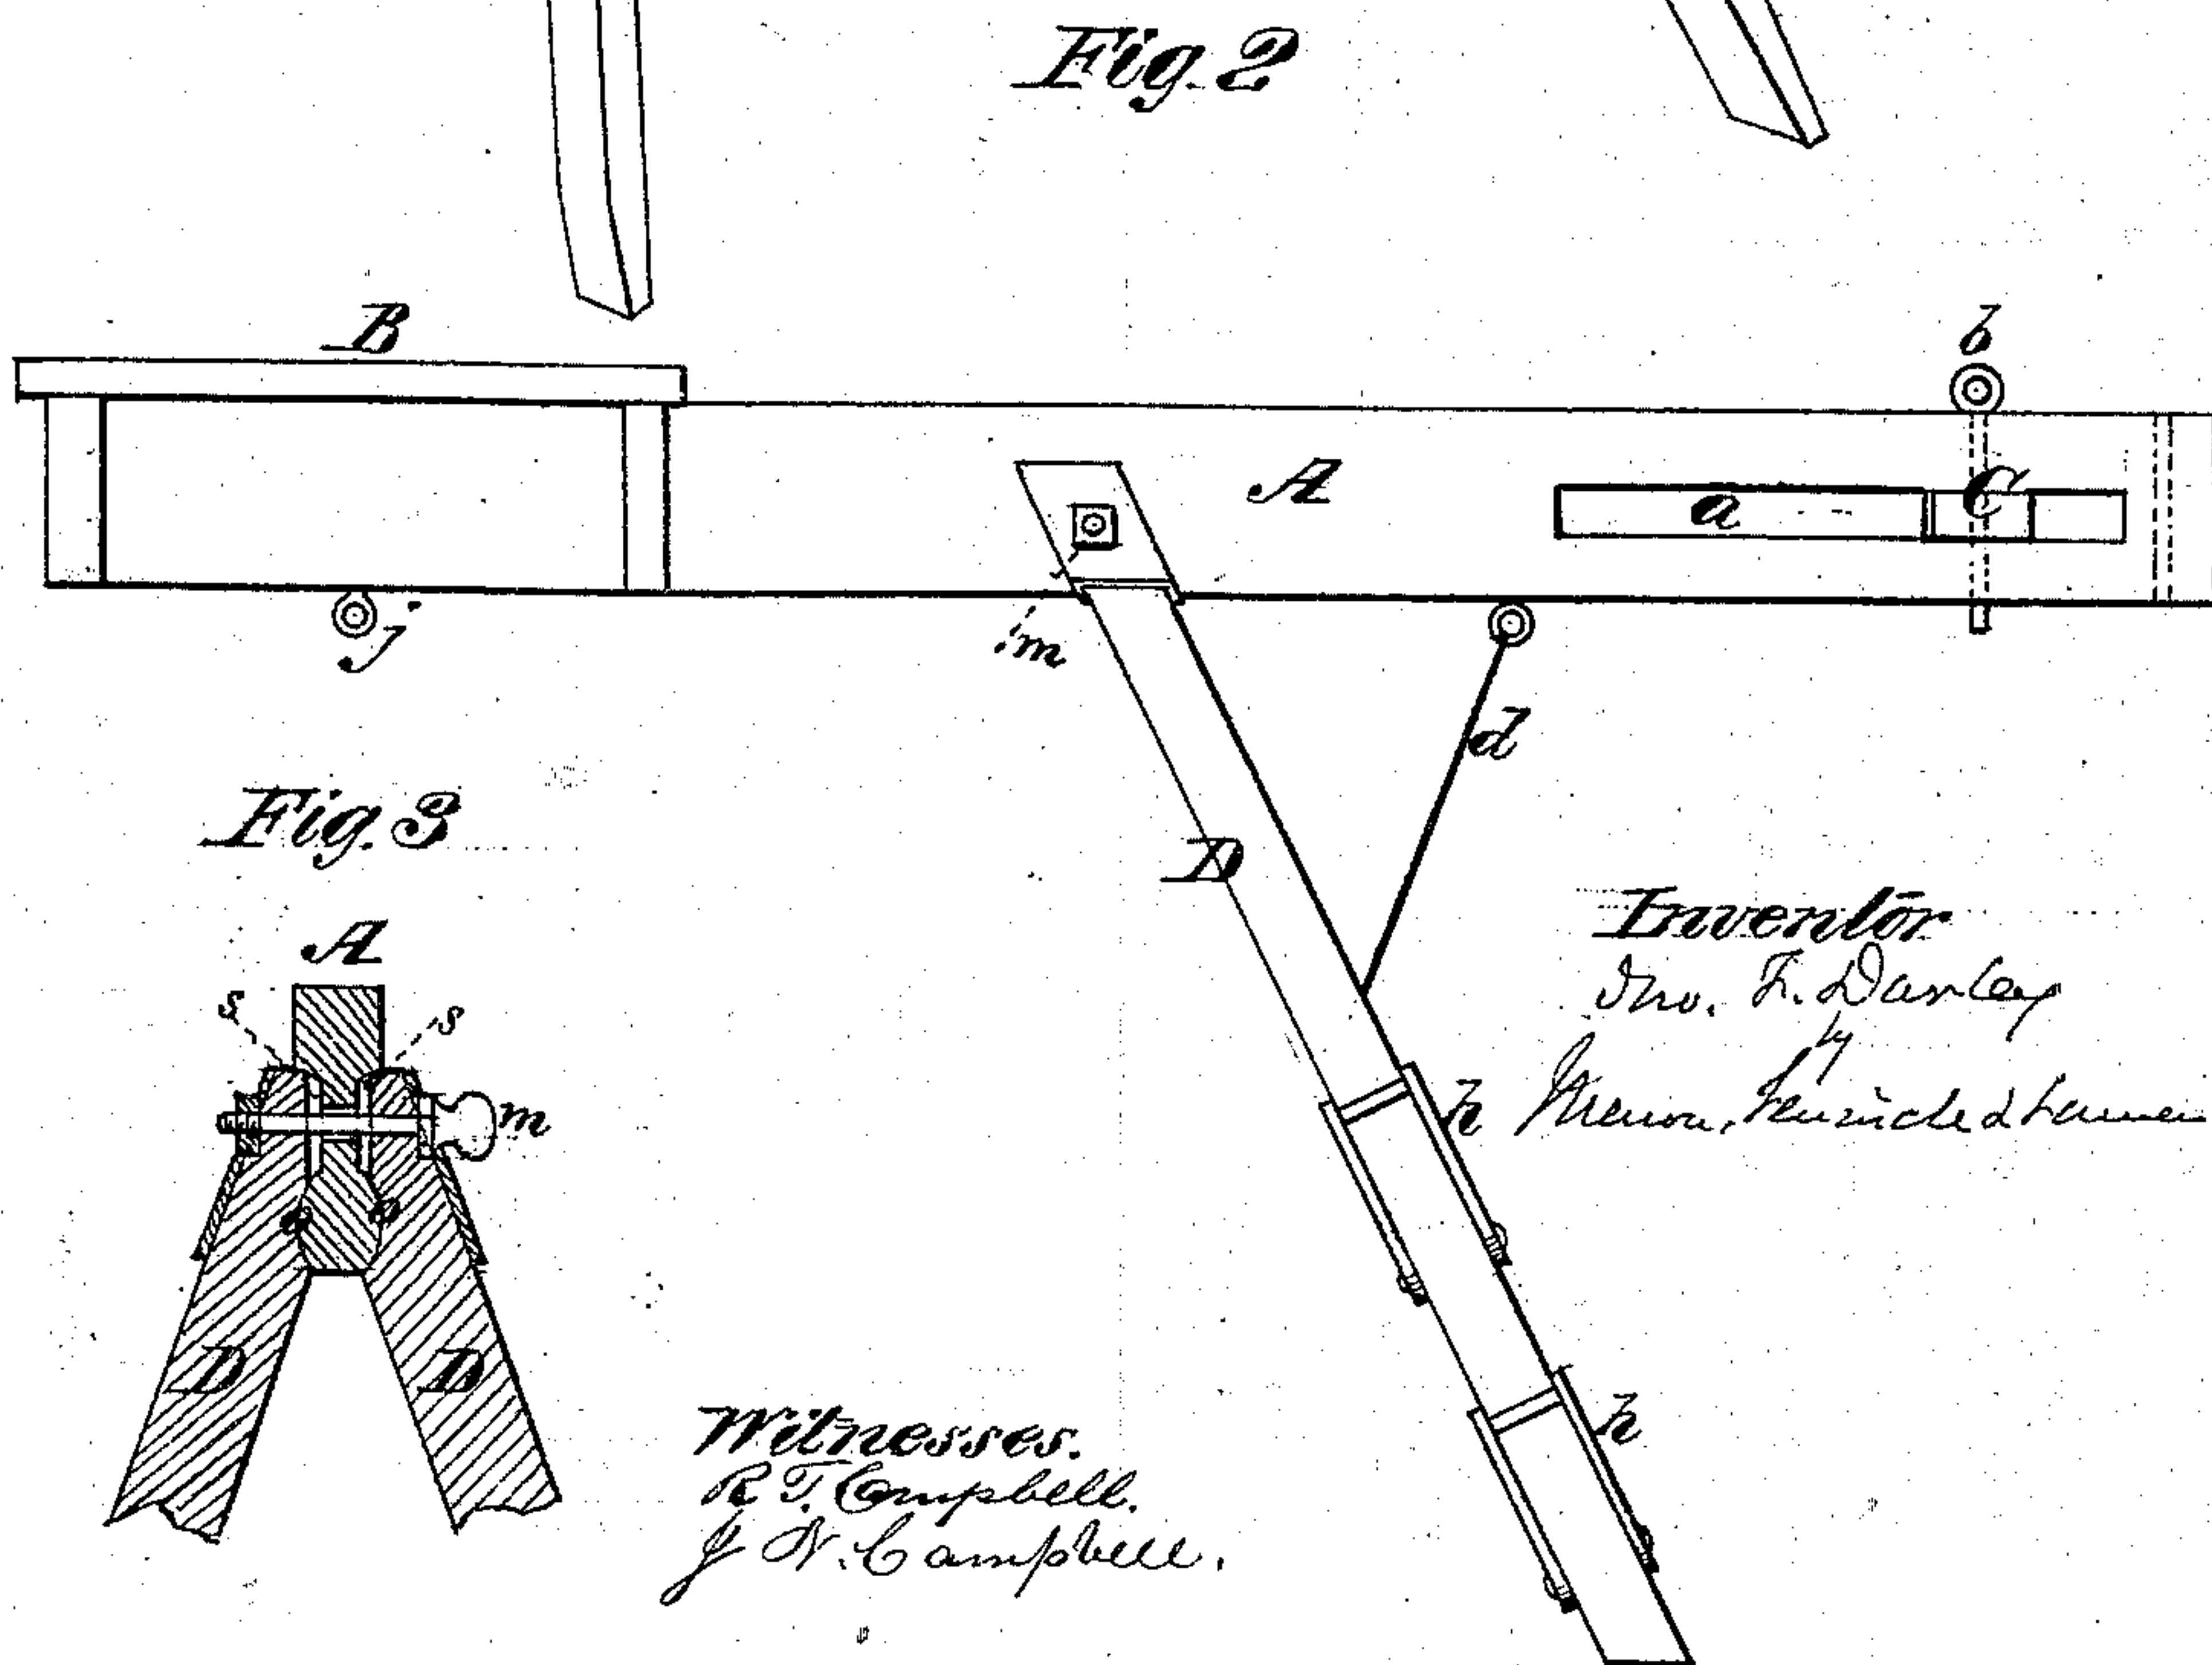 Fig. 2
B
b
A
a
C
j
m
d
D
Fig. 3
A
s
s
m
h
D
D
h
Inventor
Jno. F. Darley
by
Witnesses.
R. T. Campbell.
J. N. Campbell.